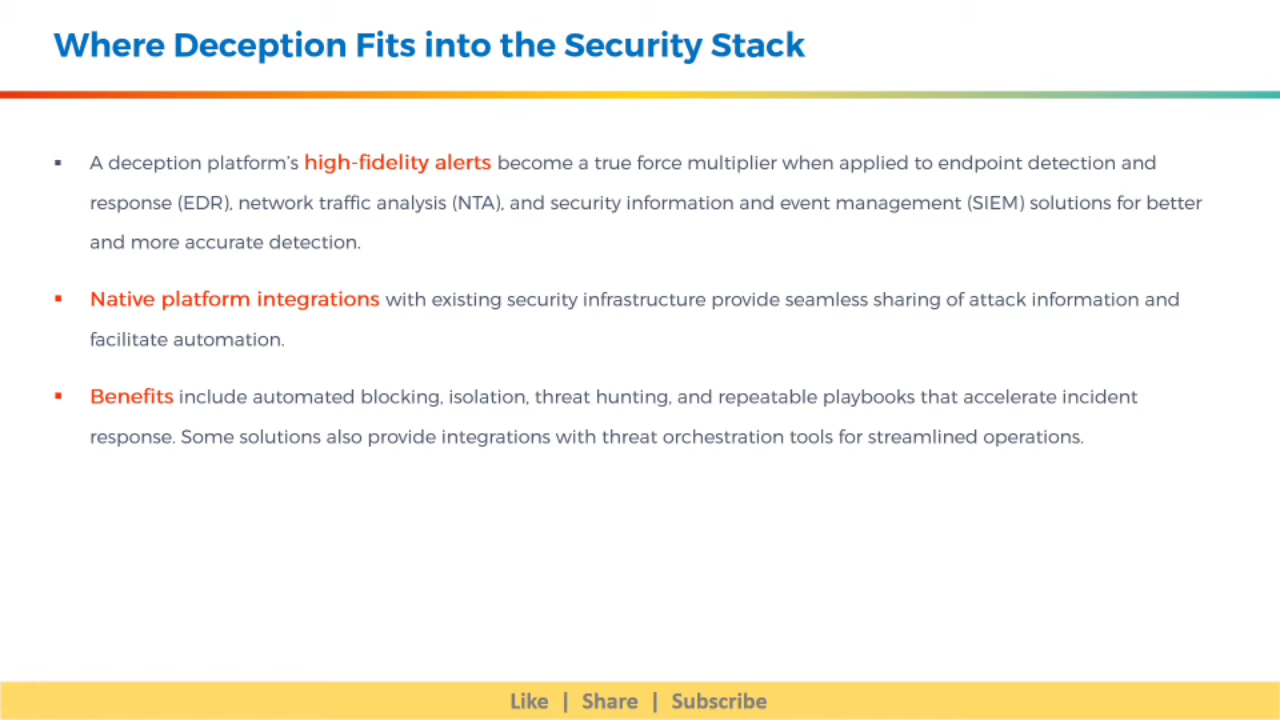 Where Deception Fits into the Security Stack
▪ A deception platform's high-fidelity alerts become a true force multiplier when applied to endpoint detection and
response (EDR), network traffic analysis (NTA), and security information and event management (SIEM) solutions for better
and more accurate detection.
▪ Native platform integrations with existing security infrastructure provide seamless sharing of attack information and
facilitate automation.
▪ Benefits include automated blocking, isolation, threat hunting, and repeatable playbooks that accelerate incident
response. Some solutions also provide integrations with threat orchestration tools for streamlined operations.
Like | Share | Subscribe